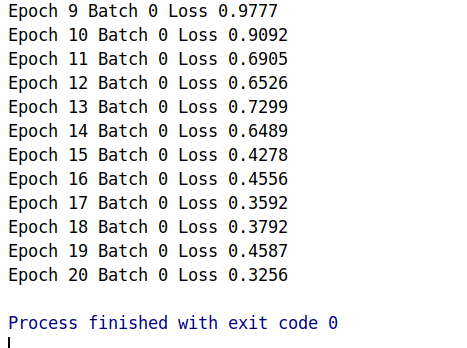 Epoch 9 Batch 0 Loss 0.9777
Epoch 10 Batch 0 Loss 0.9092
Epoch 11 Batch 0 Loss 0.6905
Epoch 12 Batch 0 Loss 0.6526
Epoch 13 Batch 0 Loss 0.7299
Epoch 14 Batch 0 Loss 0.6489
Epoch 15 Batch 0 Loss 0.4278
Epoch 16 Batch 0 Loss 0.4556
Epoch 17 Batch 0 Loss 0.3592
Epoch 18 Batch 0 Loss 0.3792
Epoch 19 Batch 0 Loss 0.4587
Epoch 20 Batch 0 Loss 0.3256
Process finished with exit code 0